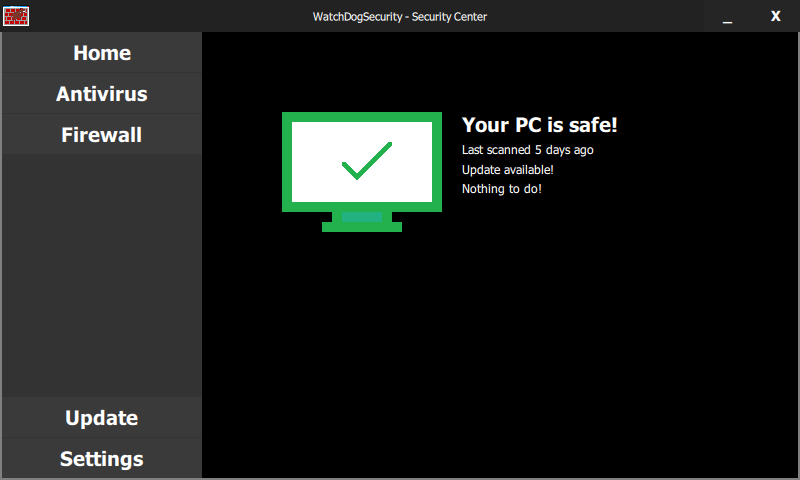 WatchDogSecurity - Security Center
_ X
Home
Antivirus
Firewall
Your PC is safe!
Last scanned 5 days ago
Update available!
Nothing to do!
Update
Settings